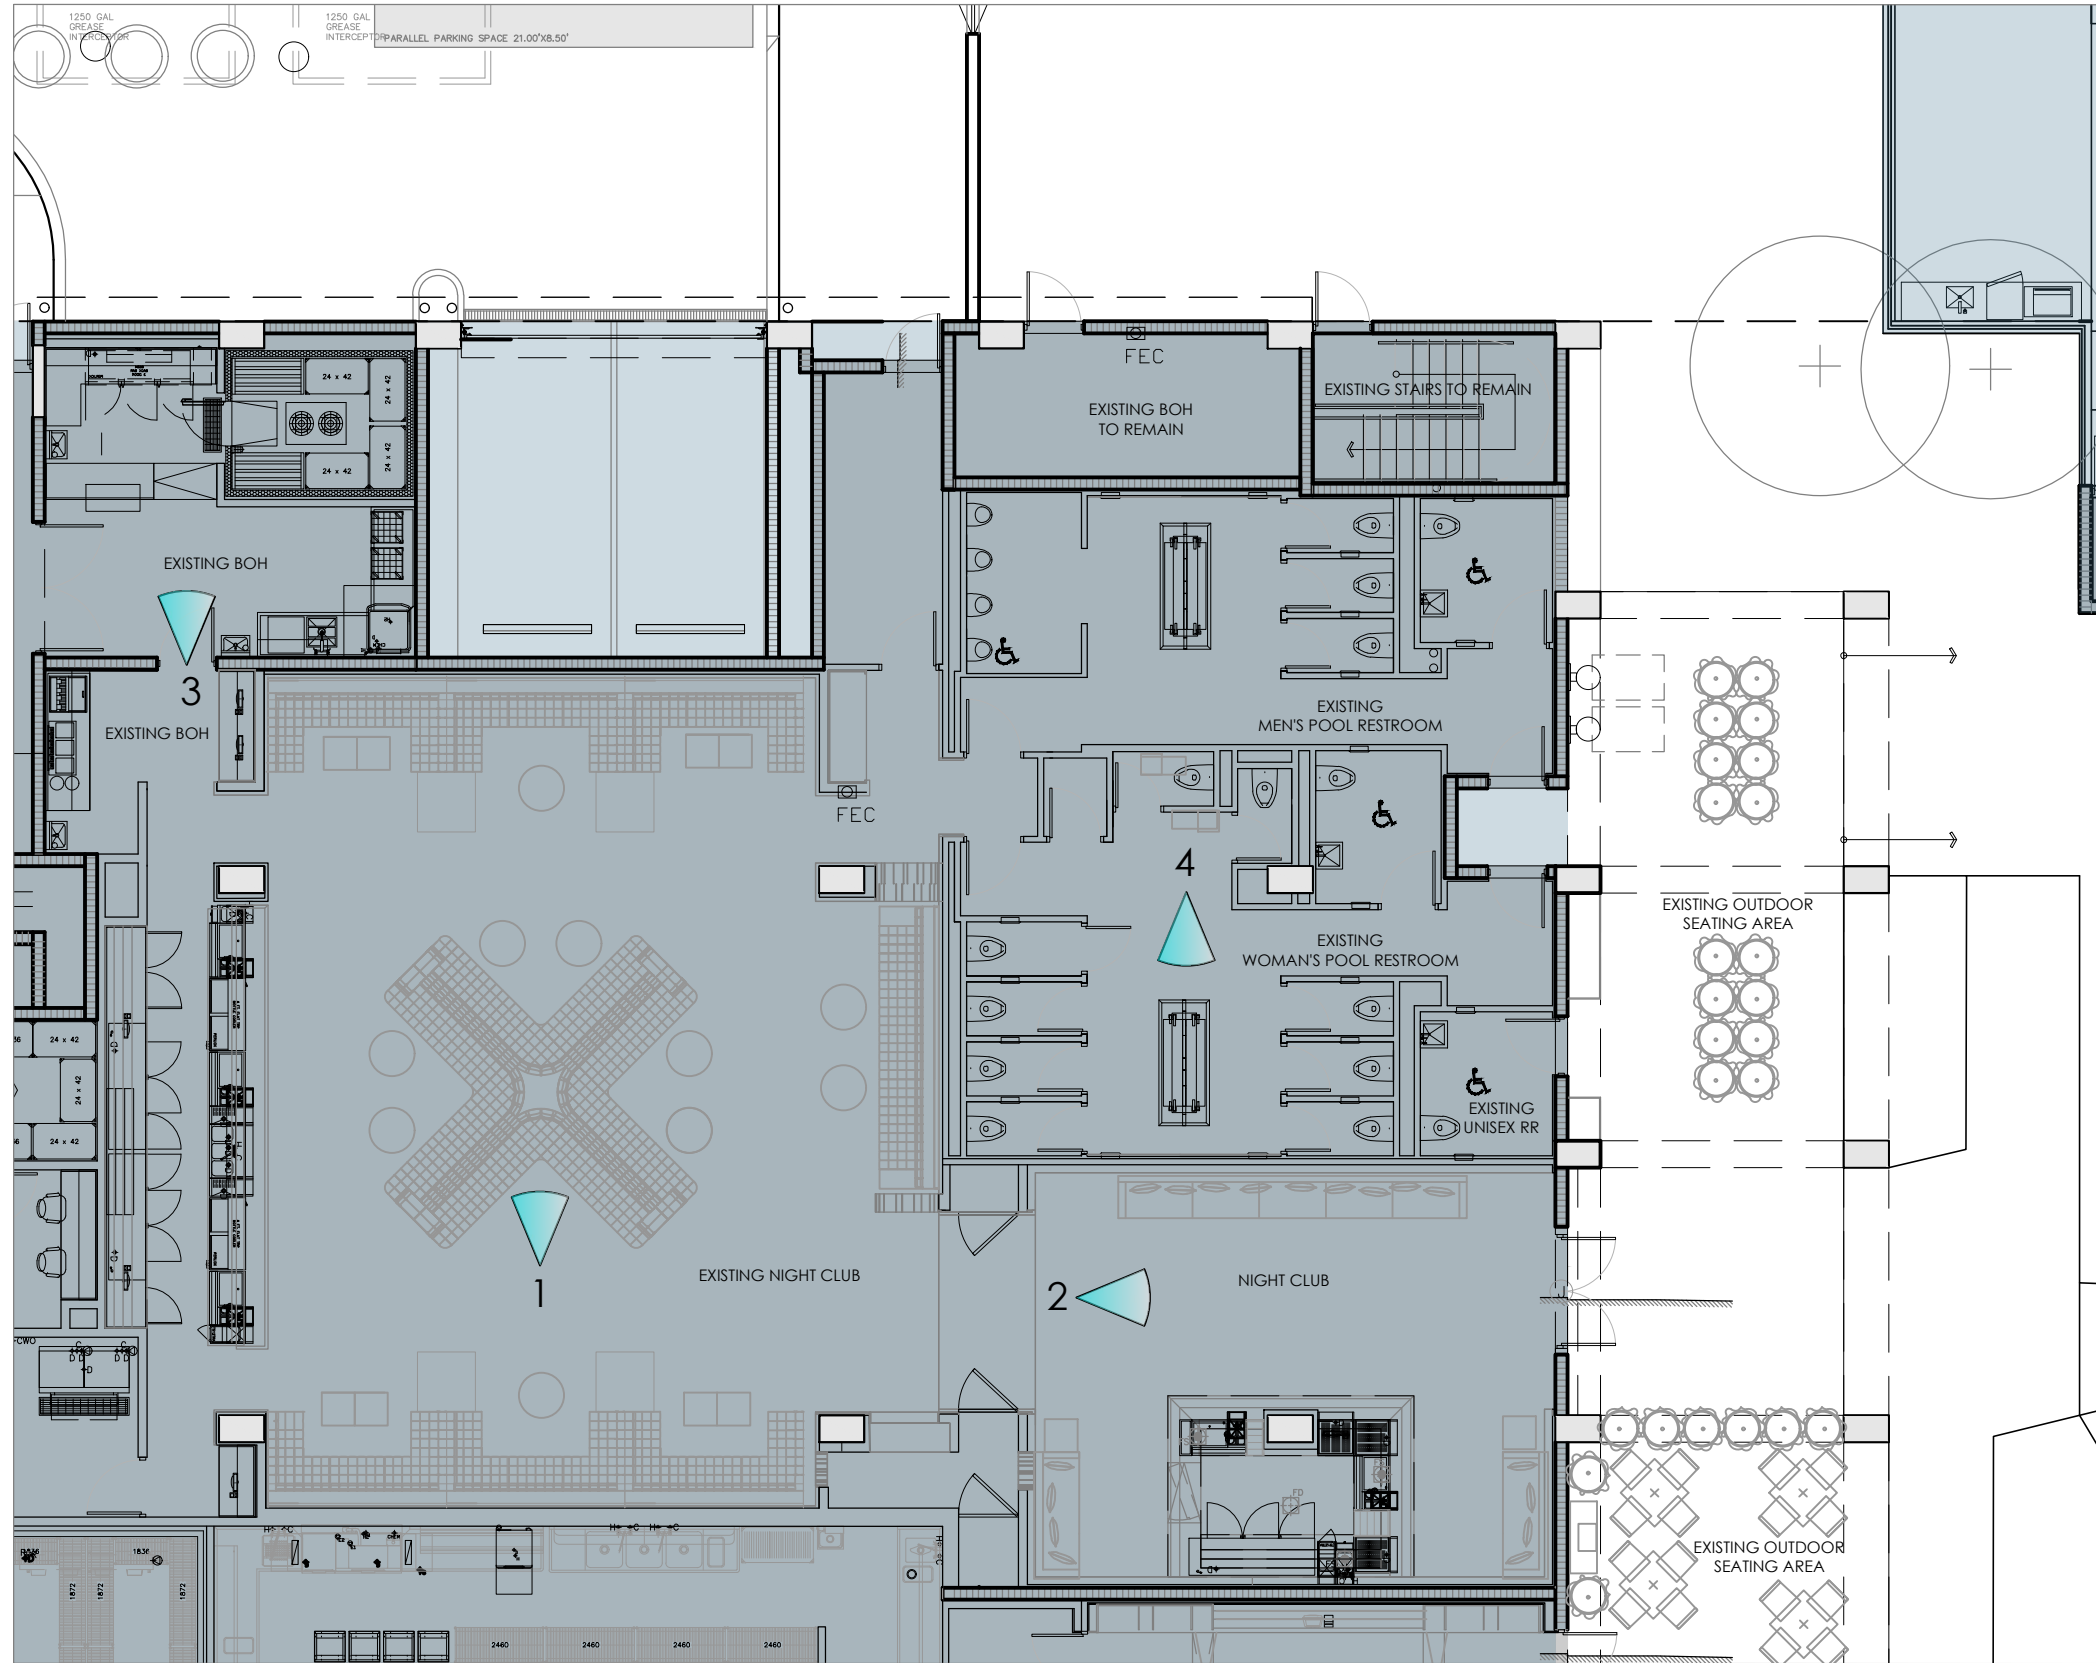 1250 GAL
GREASE
INTERCEPTOR
1250 GAL
GREASE
INTERCEPTOR
PARALLEL PARKING SPACE 21.00'X8.50'
FEC
EXISTING BOH
TO REMAIN
EXISTING STAIRS TO REMAIN
24 x 42
24 x 42
24 x 42
24 x 42
EXISTING BOH
3
EXISTING BOH
EXISTING
MEN'S POOL RESTROOM
FEC
4
EXISTING
WOMAN'S POOL RESTROOM
EXISTING OUTDOOR
SEATING AREA
24 x 42
24 x 42
24 x 42
EXISTING
UNISEX RR
1
EXISTING NIGHT CLUB
2
NIGHT CLUB
FD
EXISTING OUTDOOR
SEATING AREA
1836
1872
1872
1872
2460
2460
2460
2460